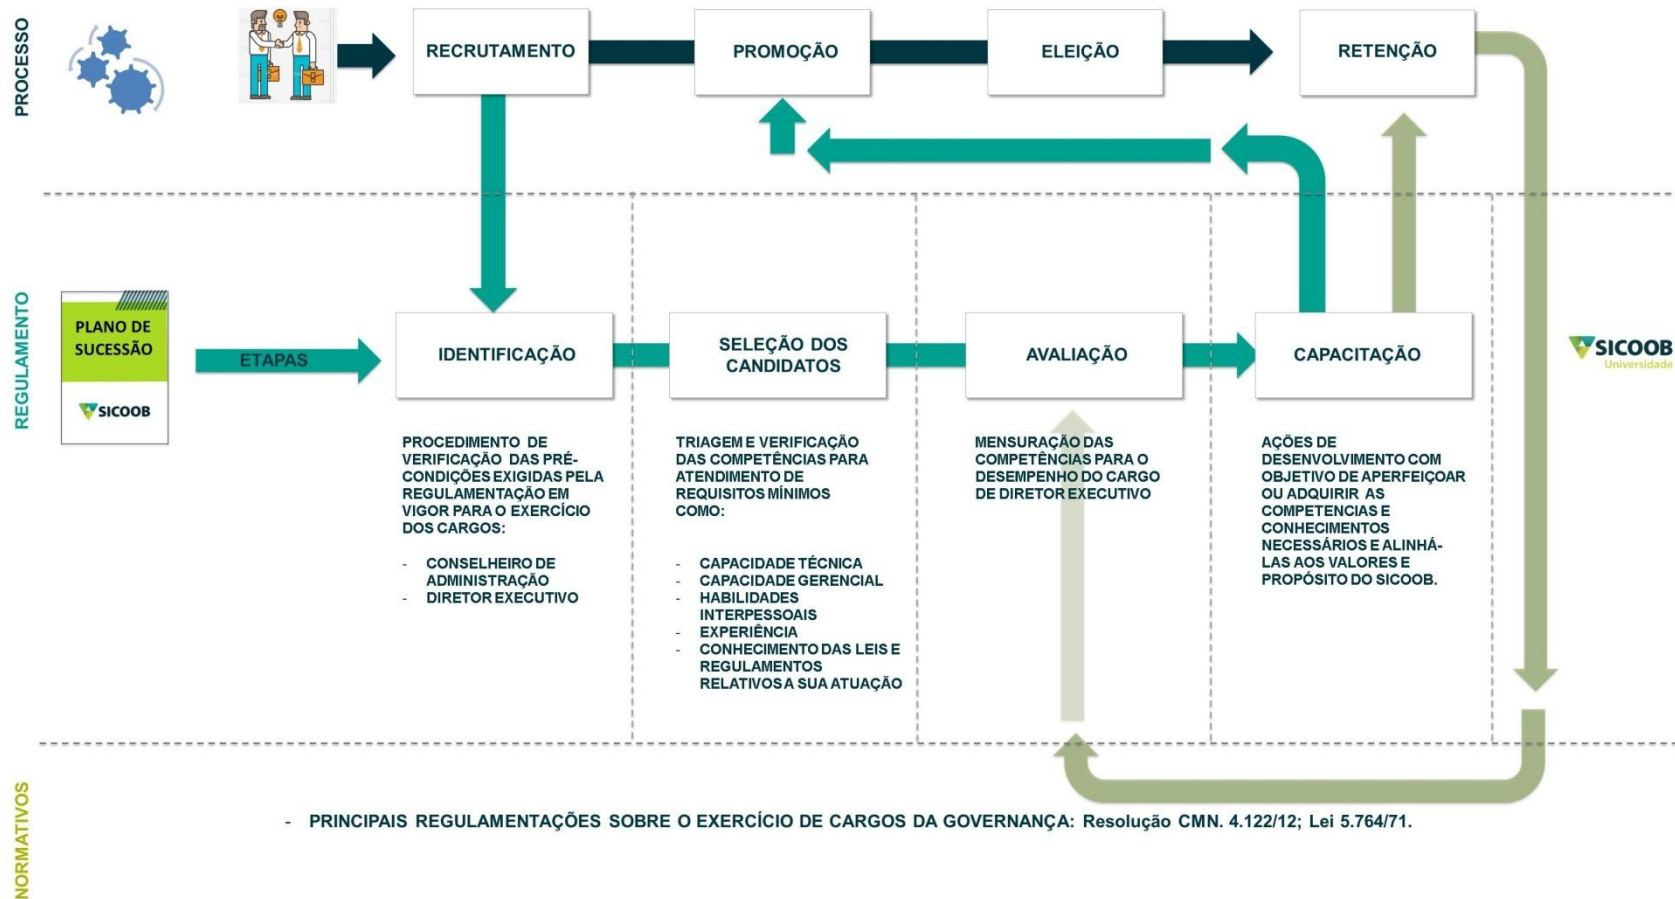 PROCESSO
RECRUTAMENTO
PROMOÇÃO
ELEIÇÃO
RETENÇÃO
REGULAMENTO
PLANO DE
SUCESSÃO
SICOOB
ETAPAS
IDENTIFICAÇÃO
SELEÇÃO DOS
CANDIDATOS
AVALIAÇÃO
CAPACITAÇÃO
SICOOB
Universidade
PROCEDIMENTO DE
VERIFICAÇÃO DAS PRÉ-
CONDIÇÕES EXIGIDAS PELA
REGULAMENTAÇÃO EM
VIGOR PARA O EXERCÍCIO
DOS CARGOS:
- CONSELHEIRO DE
ADMINISTRAÇÃO
- DIRETOR EXECUTIVO
TRIAGEM E VERIFICAÇÃO
DAS COMPETÊNCIAS PARA
ATENDIMENTO DE
REQUISITOS MÍNIMOS
COMO:
- CAPACIDADE TÉCNICA
- CAPACIDADE GERENCIAL
- HABILIDADES
INTERPESSOAIS
- EXPERIÊNCIA
- CONHECIMENTO DAS LEIS E
REGULAMENTOS
RELATIVOS A SUA ATUAÇÃO
MENSURAÇÃO DAS
COMPETÊNCIAS PARA O
DESEMPENHO DO CARGO
DE DIRETOR EXECUTIVO
AÇÕES DE
DESENVOLVIMENTO COM
OBJETIVO DE APERFEIÇOAR
OU ADQUIRIR AS
COMPETENCIAS E
CONHECIMENTOS
NECESSÁRIOS E ALINHÁ-
LAS AOS VALORES E
PROPÓSITO DO SICOOB.
NORMATIVOS
- PRINCIPAIS REGULAMENTAÇÕES SOBRE O EXERCÍCIO DE CARGOS DA GOVERNANÇA: Resolução CMN. 4.122/12; Lei 5.764/71.